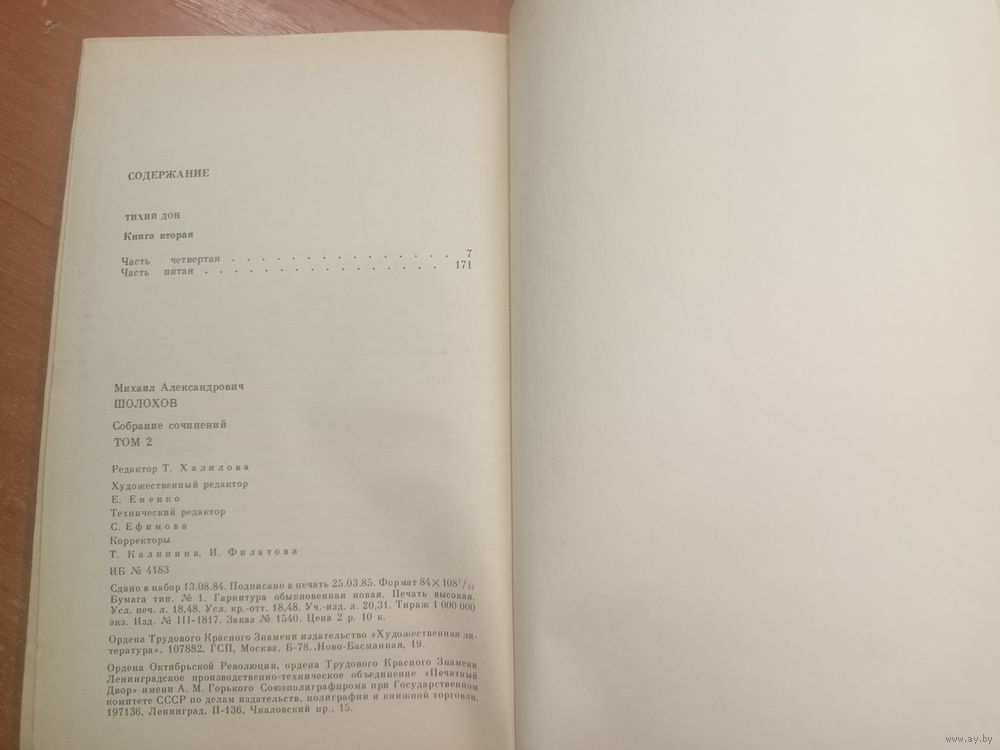 СОДЕРЖАНИЕ
ТИХИЙ ДОН
Книга вторая
Часть четвертая . . . . . . . . . . . . . . . 7
Часть пятая . . . . . . . . . . . . . . . . 171
Михаил Александрович
ШОЛОХОВ
Собрание сочинений
ТОМ 2
Редактор Т. Халилова
Художественный редактор
Е. Ененко
Технический редактор
С. Ефимова
Корректоры
Т. Калинина, И. Филатова
ИБ № 4183
Сдано в набор 13.08.84. Подписано в печать 25.03.85. Формат 84×108¹/₃₂
Бумага тип. № 1. Гарнитура обыкновенная новая. Печать высокая.
Усл. печ. л. 18,48. Усл. кр.-отт. 18,48. Уч.-изд. л. 20,31. Тираж 1 000 000
экз. Изд. № III-1817. Заказ № 1540. Цена 2 р. 10 к.
Ордена Трудового Красного Знамени издательство «Художественная ли-
тература», 107882, ГСП, Москва, Б-78, Ново-Басманная, 19.
Ордена Октябрьской Революции, ордена Трудового Красного Знамени
Ленинградское производственно-техническое объединение «Печатный
Двор» имени А. М. Горького Союзполиграфпрома при Государственном
комитете СССР по делам издательств, полиграфии и книжной торговли.
197136, Ленинград, П-136, Чкаловский пр., 15.
www.ay.by